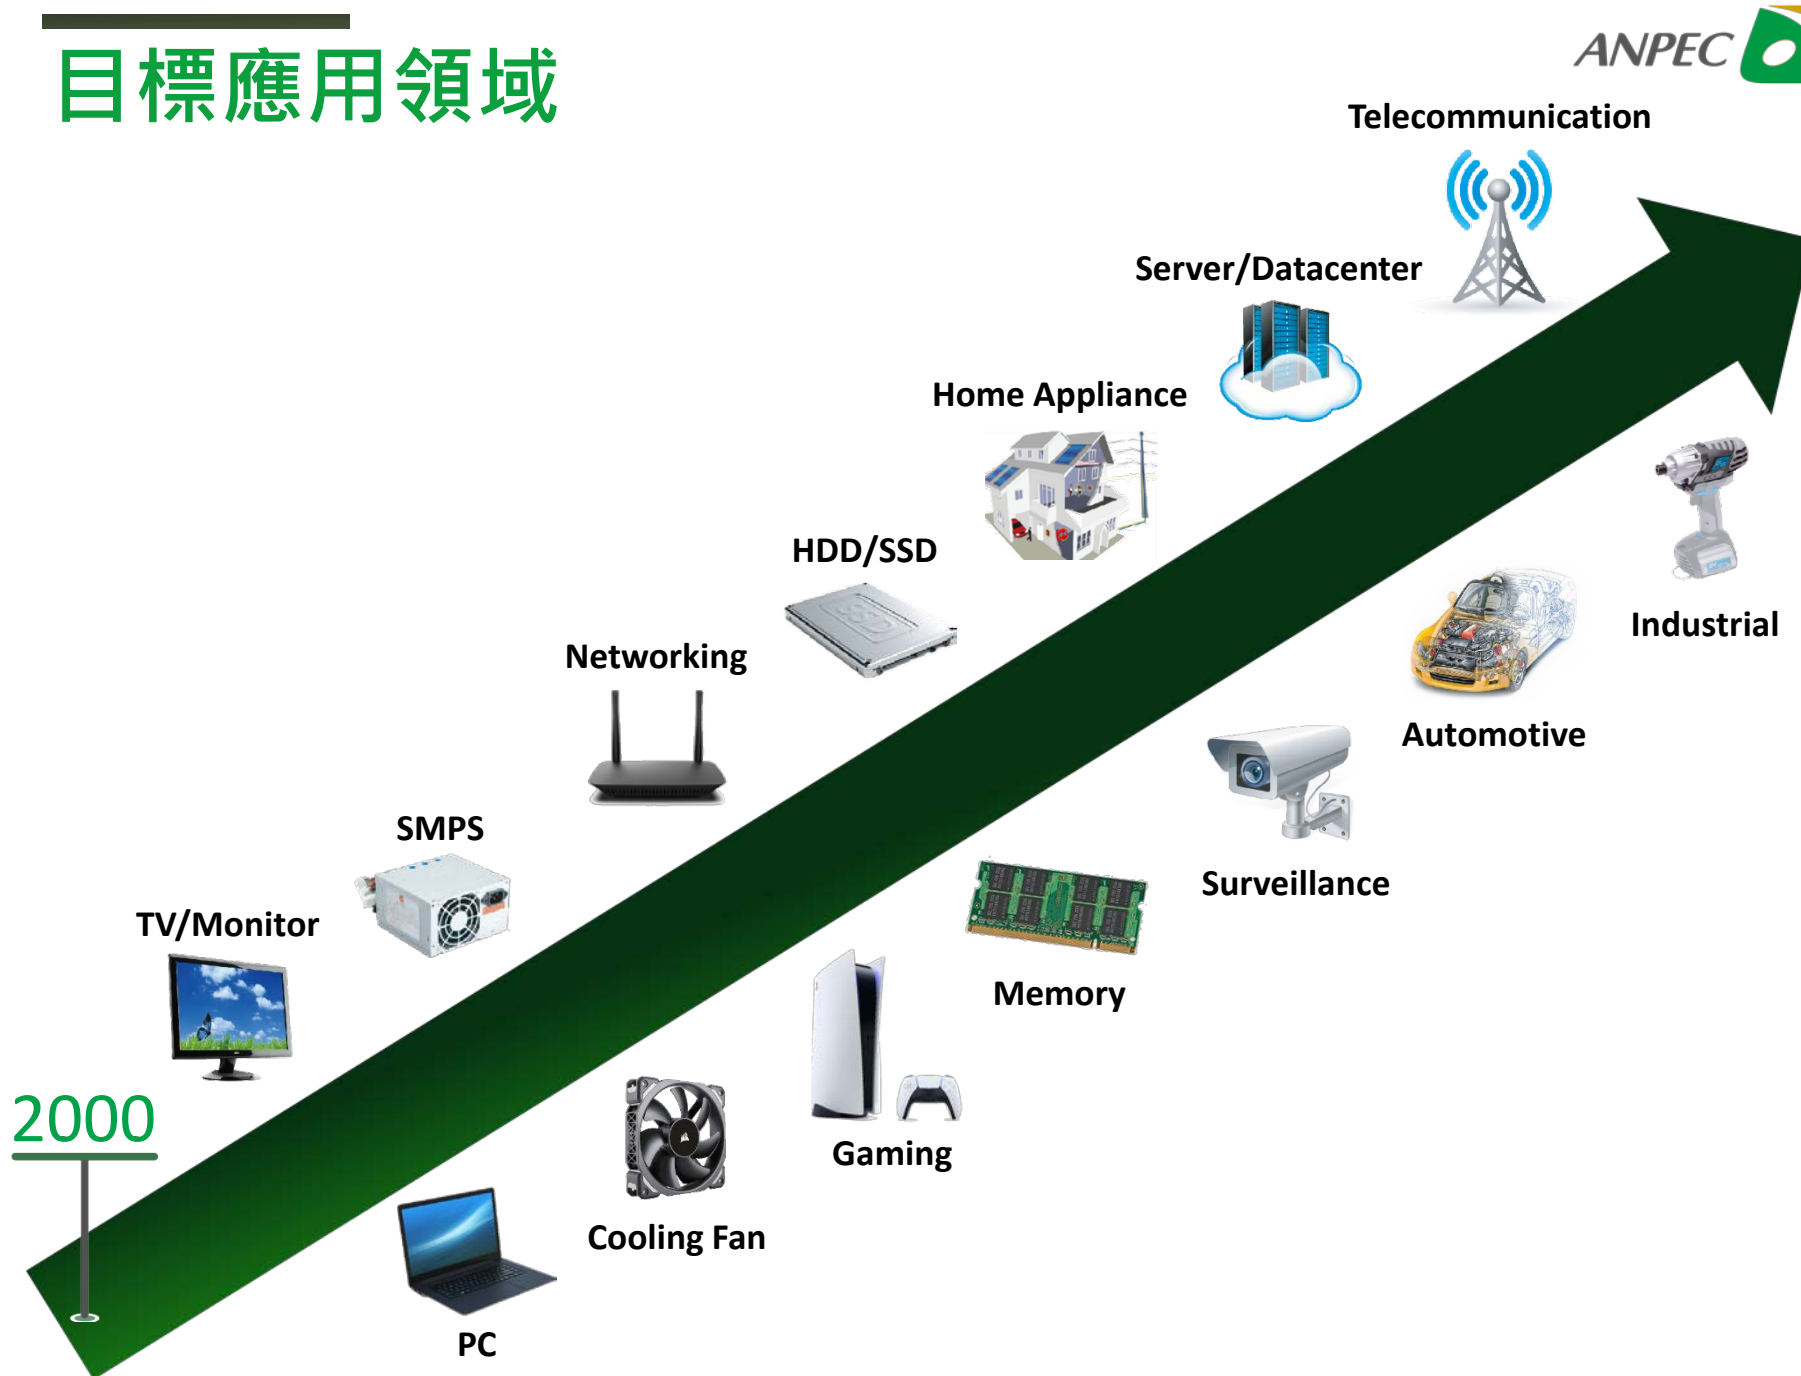 目標應用領域
ANPEC
Telecommunication
Server/Datacenter
Home Appliance
HDD/SSD
Networking
SMPS
TV/Monitor
2000
Industrial
Automotive
Surveillance
Memory
Gaming
Cooling Fan
PC
SSD